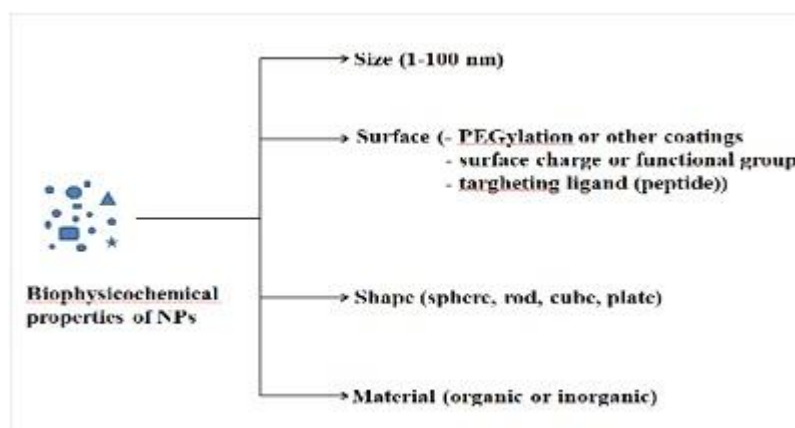 Size (1-100 nm)
Surface (- PEGylation or other coatings
- surface charge or functional group
- targheting ligand (peptide))
Biophysicochemical
properties of NPs
Shape (sphere, rod, cube, plate)
Material (organic or inorganic)